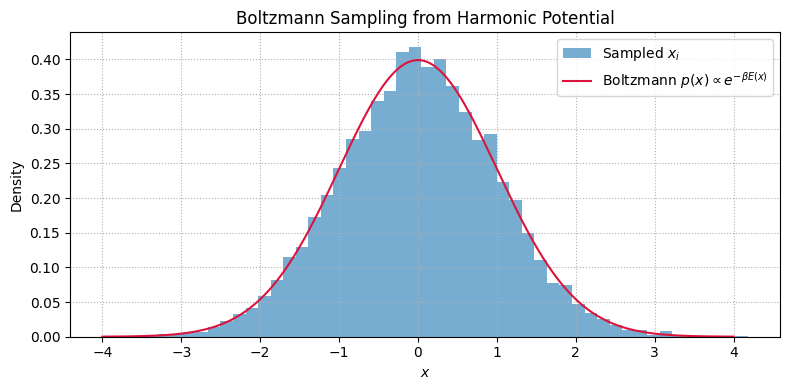 Boltzmann Sampling from Harmonic Potential
Sampled $x_i$
Boltzmann $p(x) \propto e^{-\beta E(x)}$
Density
0.40
0.35
0.30
0.25
0.20
0.15
0.10
0.05
0.00
−4 −3 −2 −1 0 1 2 3 4
x